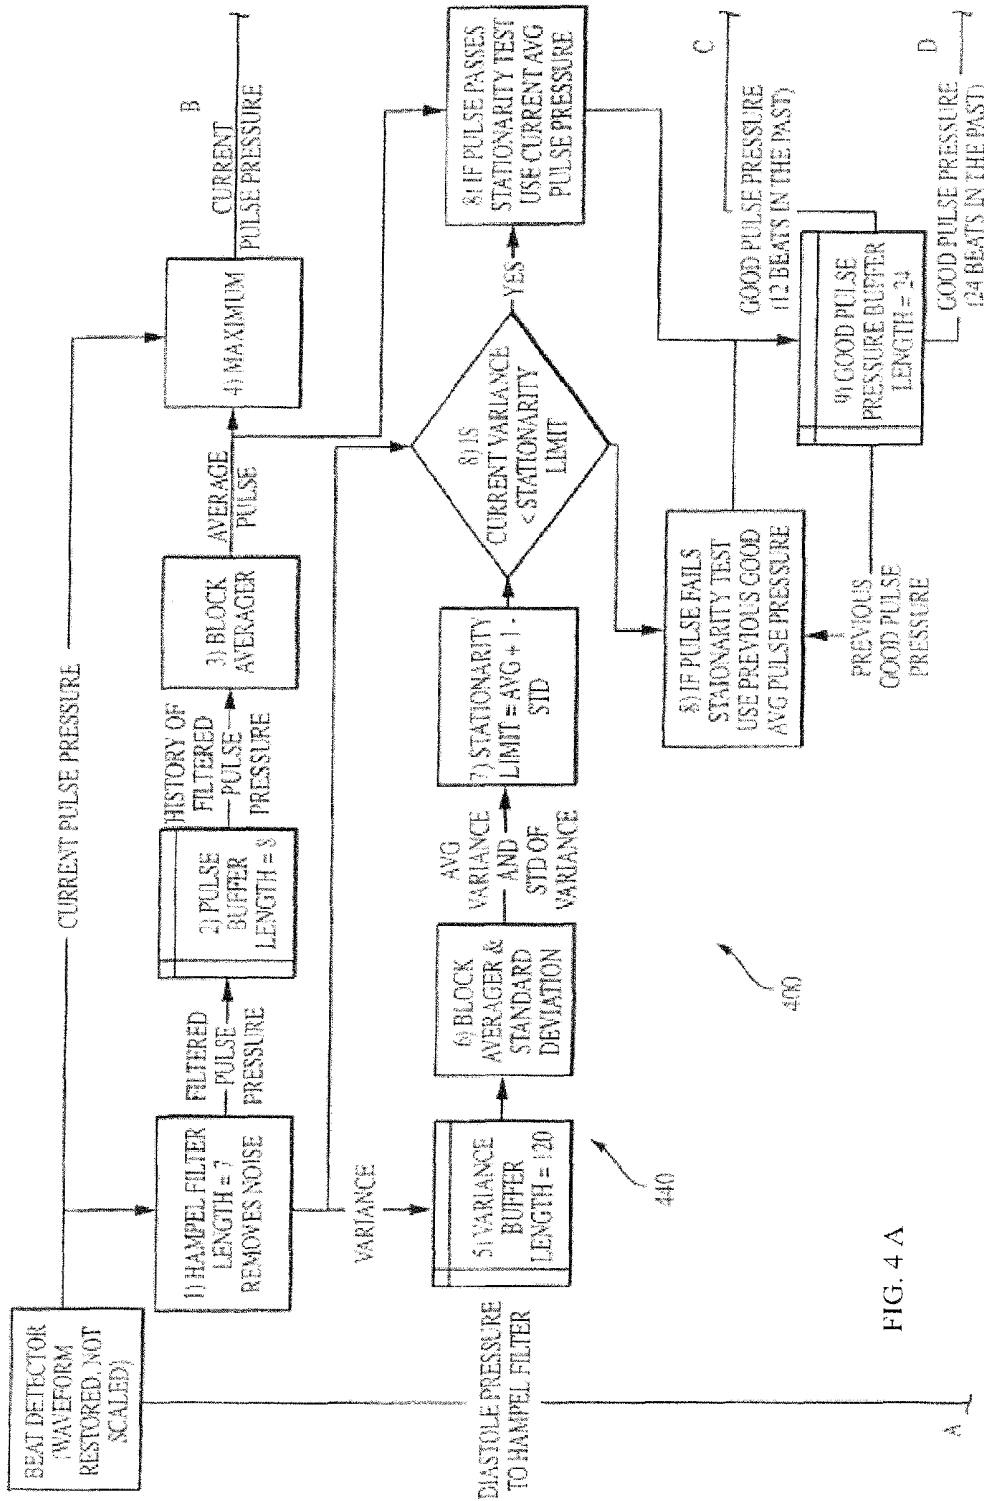 BEAT DETECTOR
(WAVEFORM
RESTORED, NOT
SCALED)
CURRENT PULSE PRESSURE
1) HAMPEL FILTER
LENGTH = 7
REMOVES NOISE
FILTERED
PULSE
PRESSURE
2) PULSE
BUFFER
LENGTH = 8
HISTORY OF
FILTERED
PULSE
PRESSURE
3) BLOCK
AVERAGER
AVERAGE
PULSE
4) MAXIMUM
CURRENT
PULSE PRESSURE
B
VARIANCE
5) VARIANCE
BUFFER
LENGTH = 120
6) BLOCK
AVERAGER &
STANDARD
DEVIATION
AVG
VARIANCE
AND
STD OF
VARIANCE
7) STATIONARITY
LIMIT = AVG + 1 -
STD
8) IS
CURRENT VARIANCE
< STATIONARITY
LIMIT
YES
8) IF PULSE PASSES
STATIONARITY TEST
USE CURRENT AVG
PULSE PRESSURE
8) IF PULSE FAILS
STAIONARITY TEST
USE PREVIOUS GOOD
AVG PULSE PRESSURE
PREVIOUS
GOOD PULSE
PRESSURE
9) GOOD PULSE
PRESSURE BUFFER
LENGTH = 24
GOOD PULSE PRESSURE
(12 BEATS IN THE PAST)
C
GOOD PULSE PRESSURE
(24 BEATS IN THE PAST)
D
DIASTOLE PRESSURE
TO HAMPEL FILTER
A
440
400
FIG. 4 A